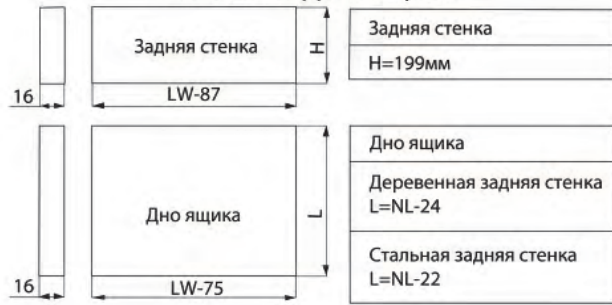 Задняя стенка
H
16
LW-87
Задняя стенка
H=199мм
Дно ящика
L
16
LW-75
Дно ящика
Деревенная задняя стенка
L=NL-24
Стальная задняя стенка
L=NL-22